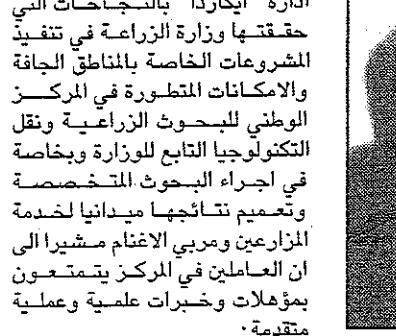 ادارة "ايكاردا" بالنجاحات التي
حققتها وزارة الزراعة في تنفيذ
المشروعات الخاصة بالمناطق الجافة
والامكانات المتطورة في المركز
الوطني للبحوث الزراعية ونقل
التكنولوجيا التابع للوزارة وبخاصة
في اجراء البحوث المتخصصة
وتعميم نتائجها ميدانيا لخدمة
المزارعين ومربي الاغنام مشيرا الى
ان العاملين في المركز يتمتعون
بمؤهلات وخبرات علمية وعملية
متقدمة.